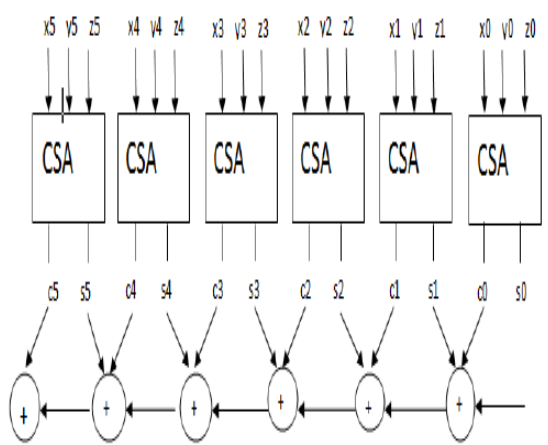 x5 y5 z5 x4 y4 z4 x3 y3 z3 x2 y2 z2 x1 y1 z1 x0 y0 z0
CSA CSA CSA CSA CSA CSA
c5 s5 c4 s4 c3 s3 c2 s2 c1 s1 c0 s0
+ + + + + +